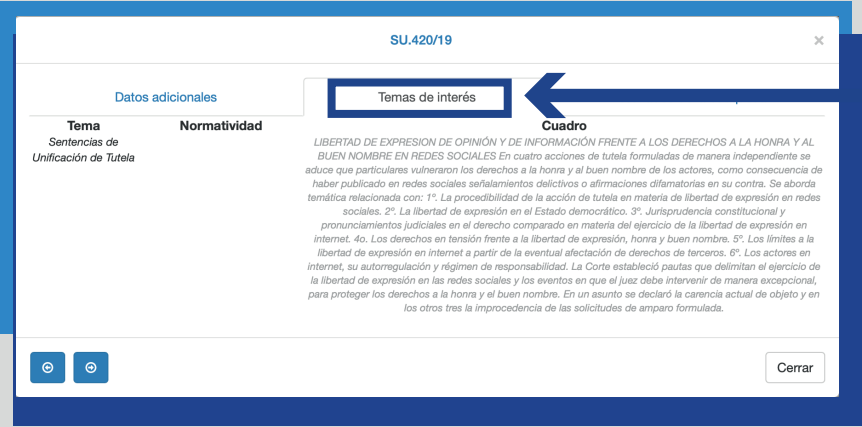 SU.420/19
×
Datos adicionales
Temas de interés
Tema
Normatividad
Cuadro
Sentencias de
Unificación de Tutela
LIBERTAD DE EXPRESION DE OPINIÓN Y DE INFORMACIÓN FRENTE A LOS DERECHOS A LA HONRA Y AL
BUEN NOMBRE EN REDES SOCIALES En cuatro acciones de tutela formuladas de manera independiente se
aduce que particulares vulneraron los derechos a la honra y al buen nombre de los actores, como consecuencia de
haber publicado en redes sociales señalamientos delictivos o afirmaciones difamatorias en su contra. Se aborda
temática relacionada con: 1º. La procedibilidad de la acción de tutela en materia de libertad de expresión en redes
sociales. 2º. La libertad de expresión en el Estado democrático. 3º. Jurisprudencia constitucional y
pronunciamientos judiciales en el derecho comparado en materia del ejercicio de la libertad de expresión en
internet. 4o. Los derechos en tensión frente a la libertad de expresión, honra y buen nombre. 5º. Los límites a la
libertad de expresión en internet a partir de la eventual afectación de derechos de terceros. 6º. Los actores en
internet, su autorregulación y régimen de responsabilidad. La Corte estableció pautas que delimitan el ejercicio de
la libertad de expresión en las redes sociales y los eventos en que el juez debe intervenir de manera excepcional,
para proteger los derechos a la honra y el buen nombre. En un asunto se declaró la carencia actual de objeto y en
los otros tres la improcedencia de las solicitudes de amparo formulada.
Cerrar